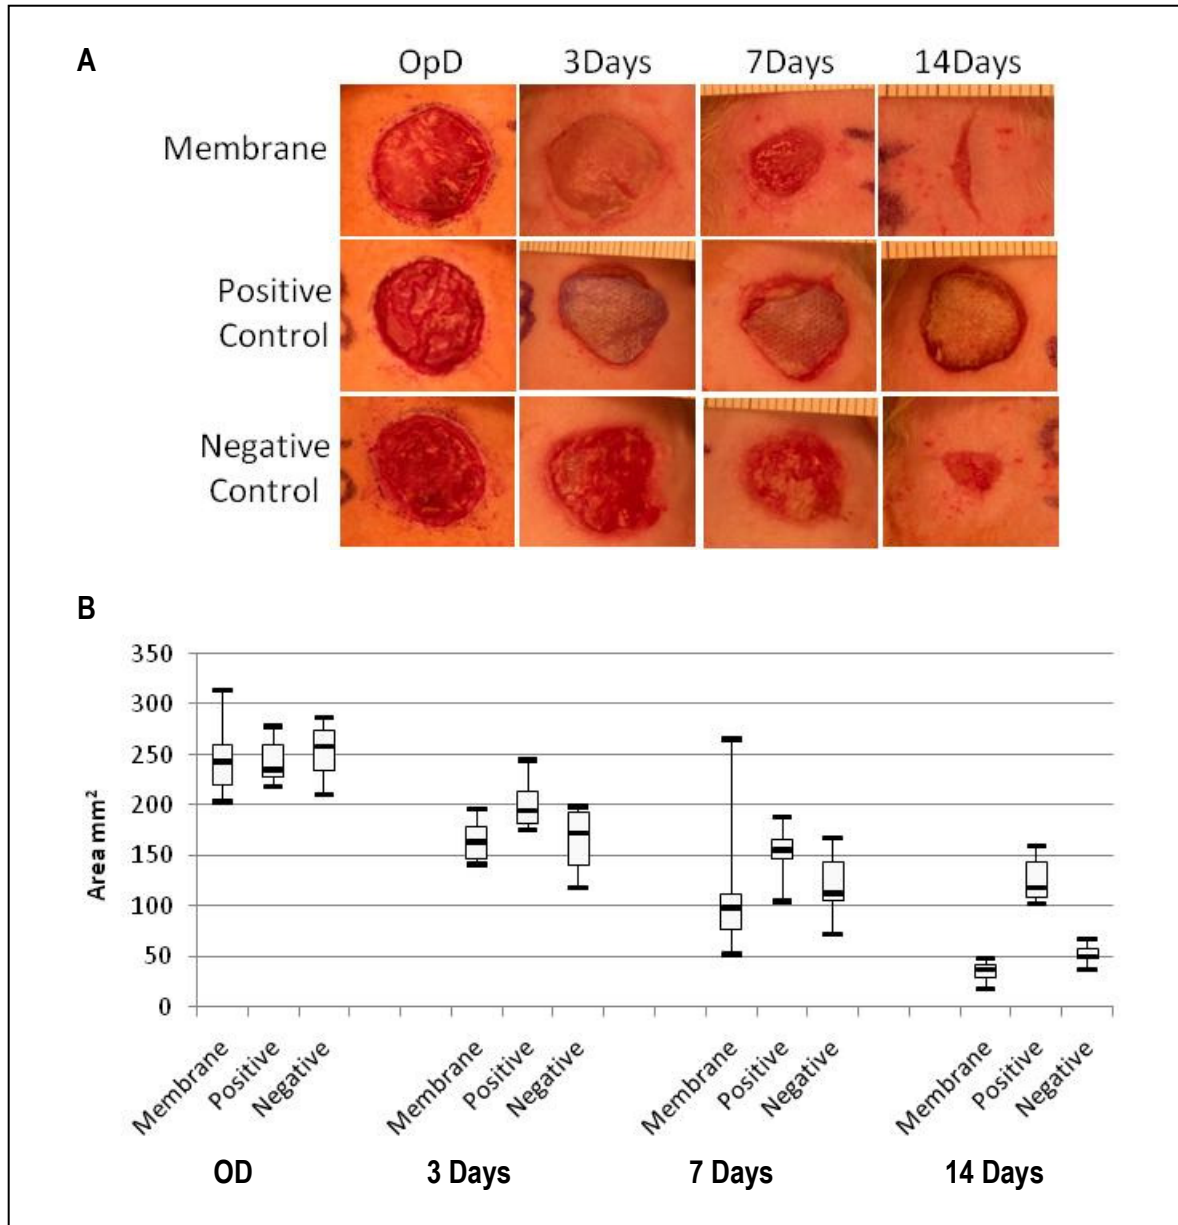 A
OpD 3Days 7Days 14Days
Membrane
Positive
Control
Negative
Control
B
350
300
250
200
150
100
50
0
Area mm²
Membrane Positive Negative Membrane Positive Negative Membrane Positive Negative Membrane Positive Negative
OD 3 Days 7 Days 14 Days